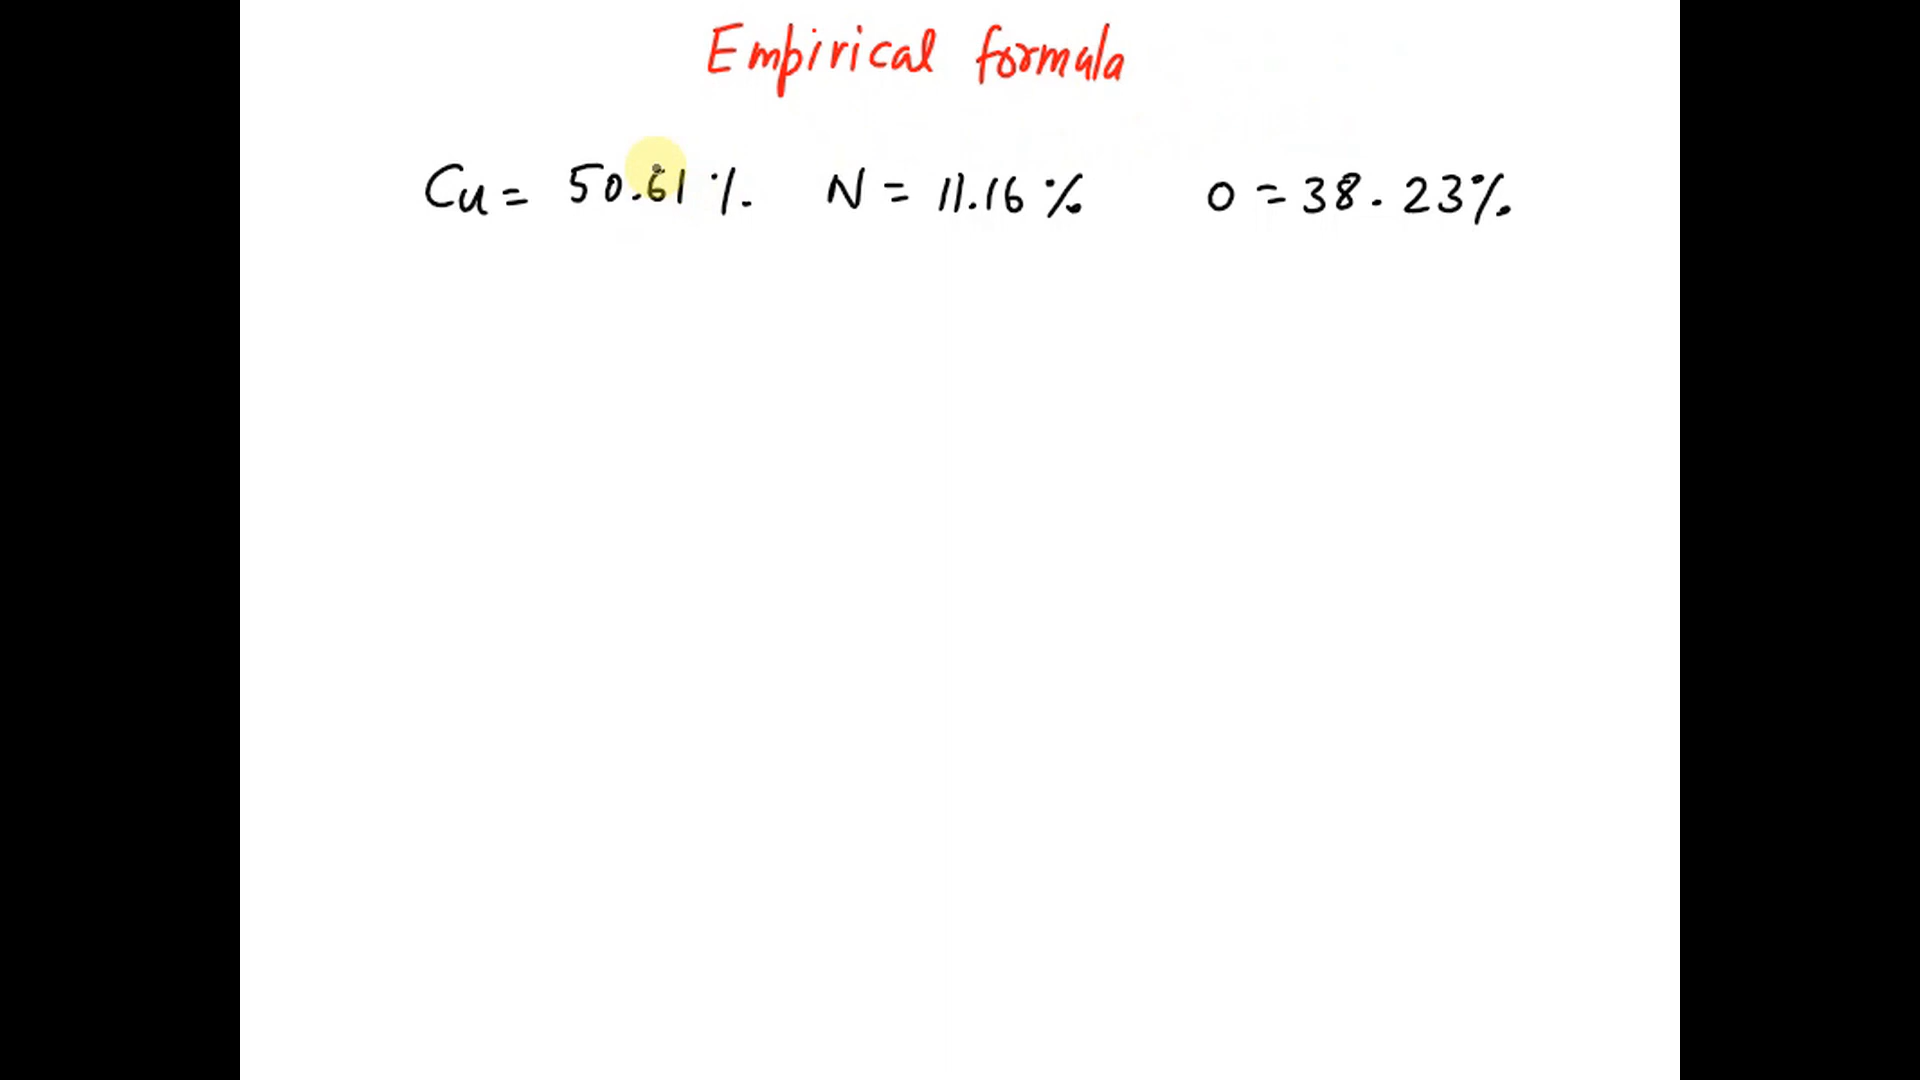 Empirical formula
Cu = 50.61 % N = 11.16 % O = 38.23%